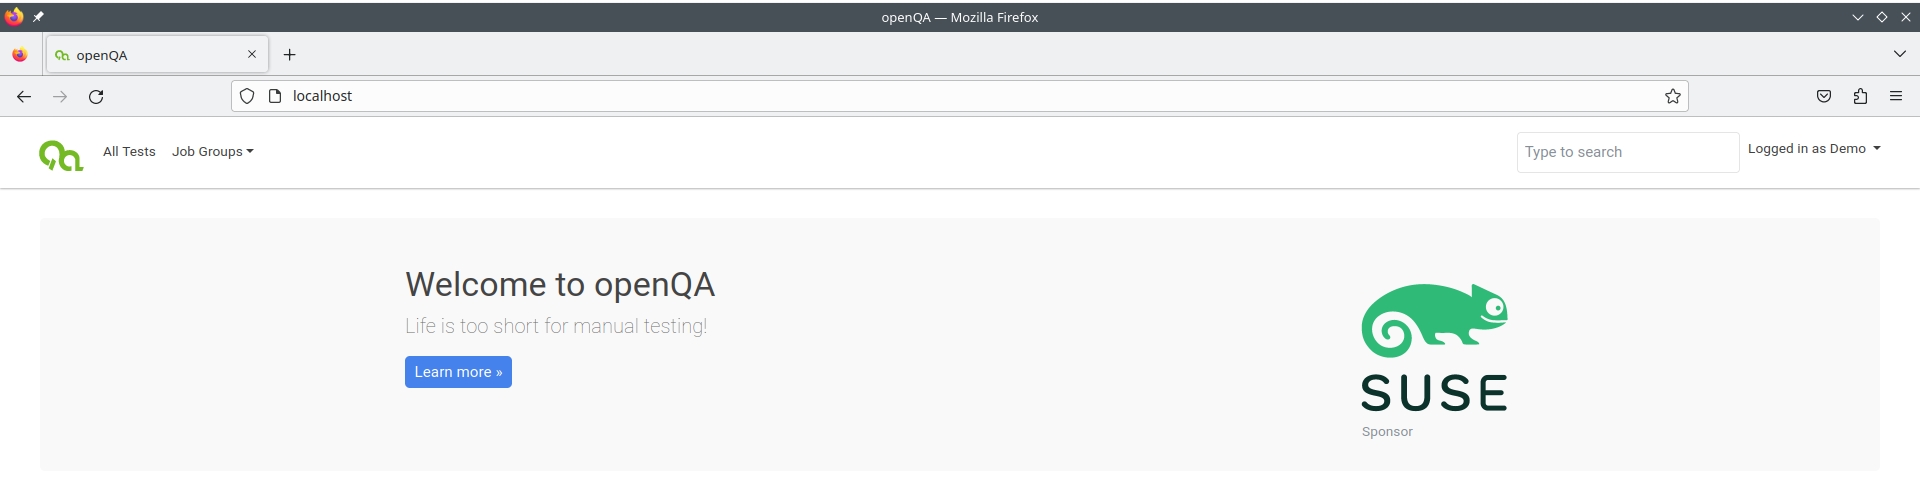 openQA — Mozilla Firefox
openQA
localhost
All Tests Job Groups Type to search Logged in as Demo
Welcome to openQA
Life is too short for manual testing!
Learn more »
SUSE
Sponsor